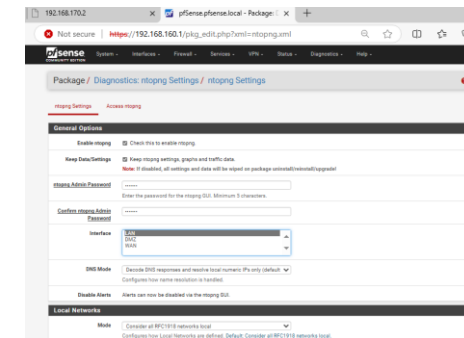 192.168.170.2
pfSense.pfsense.local - Package:
Not secure | https://192.168.160.1/pkg_edit.php?xml=ntopng.xml
pfsense System Interfaces Firewall Services VPN Status Diagnostics Help
COMMUNITY EDITION
Package / Diagnostics: ntopng Settings / ntopng Settings
ntopng Settings Access ntopng
General Options
Enable ntopng Check this to enable ntopng.
Keep Data/Settings Keep ntopng settings, graphs and traffic data.
Note: If disabled, all settings and data will be wiped on package uninstall/reinstall/upgrade!
ntopng Admin Password
Enter the password for the ntopng GUI. Minimum 5 characters.
Confirm ntopng Admin
Password
Interface LAN
DMZ
WAN
DNS Mode Decode DNS responses and resolve local numeric IPs only (default)
Configures how name resolution is handled.
Disable Alerts Alerts can now be disabled via the ntopng GUI.
Local Networks
Mode Consider all RFC1918 networks local
Configures how Local Networks are defined. Default: Consider all RFC1918 networks local.